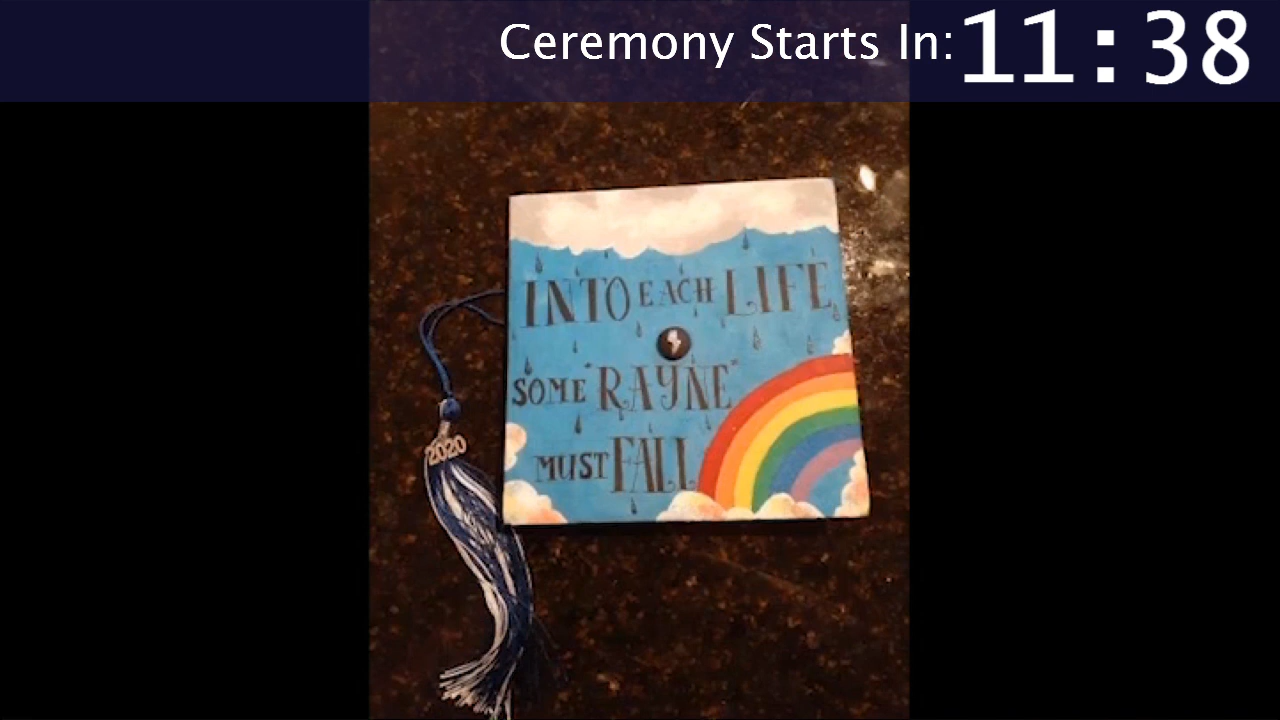 Ceremony Starts In: 11:38
INTO EACH LIFE
SOME "RAYNE"
MUST FALL
2020